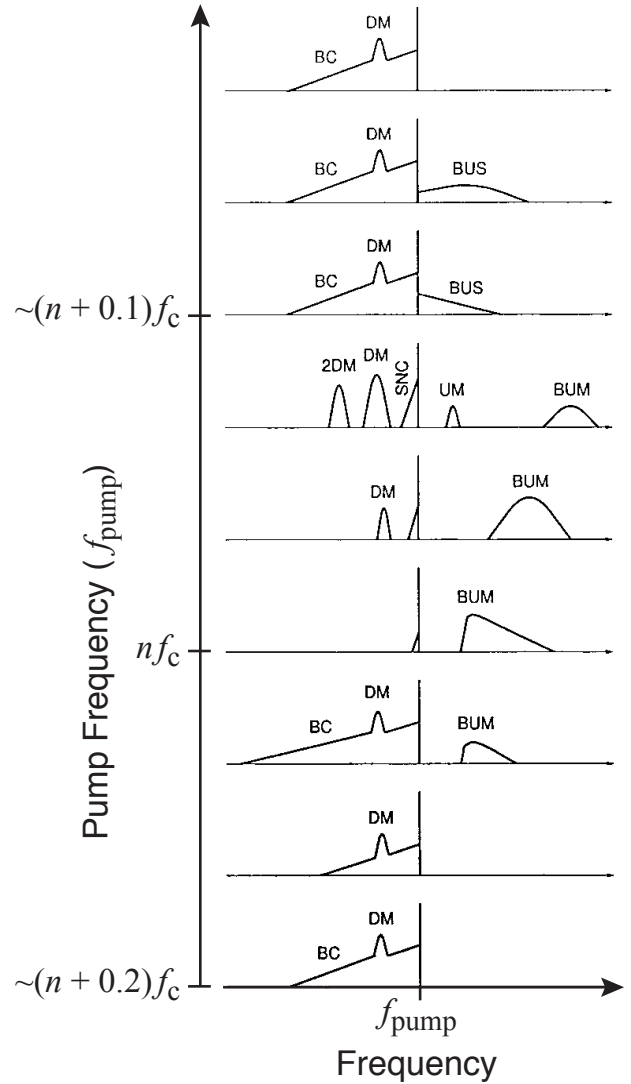 DM
BC
DM
BC
BUS
DM
BC
BUS
~(n + 0.1)fc
2DM
DM
SNC
UM
BUM
DM
BUM
BUM
nfc
DM
BC
BUM
DM
DM
BC
~(n + 0.2)fc
fpump
Frequency
Pump Frequency (fpump)